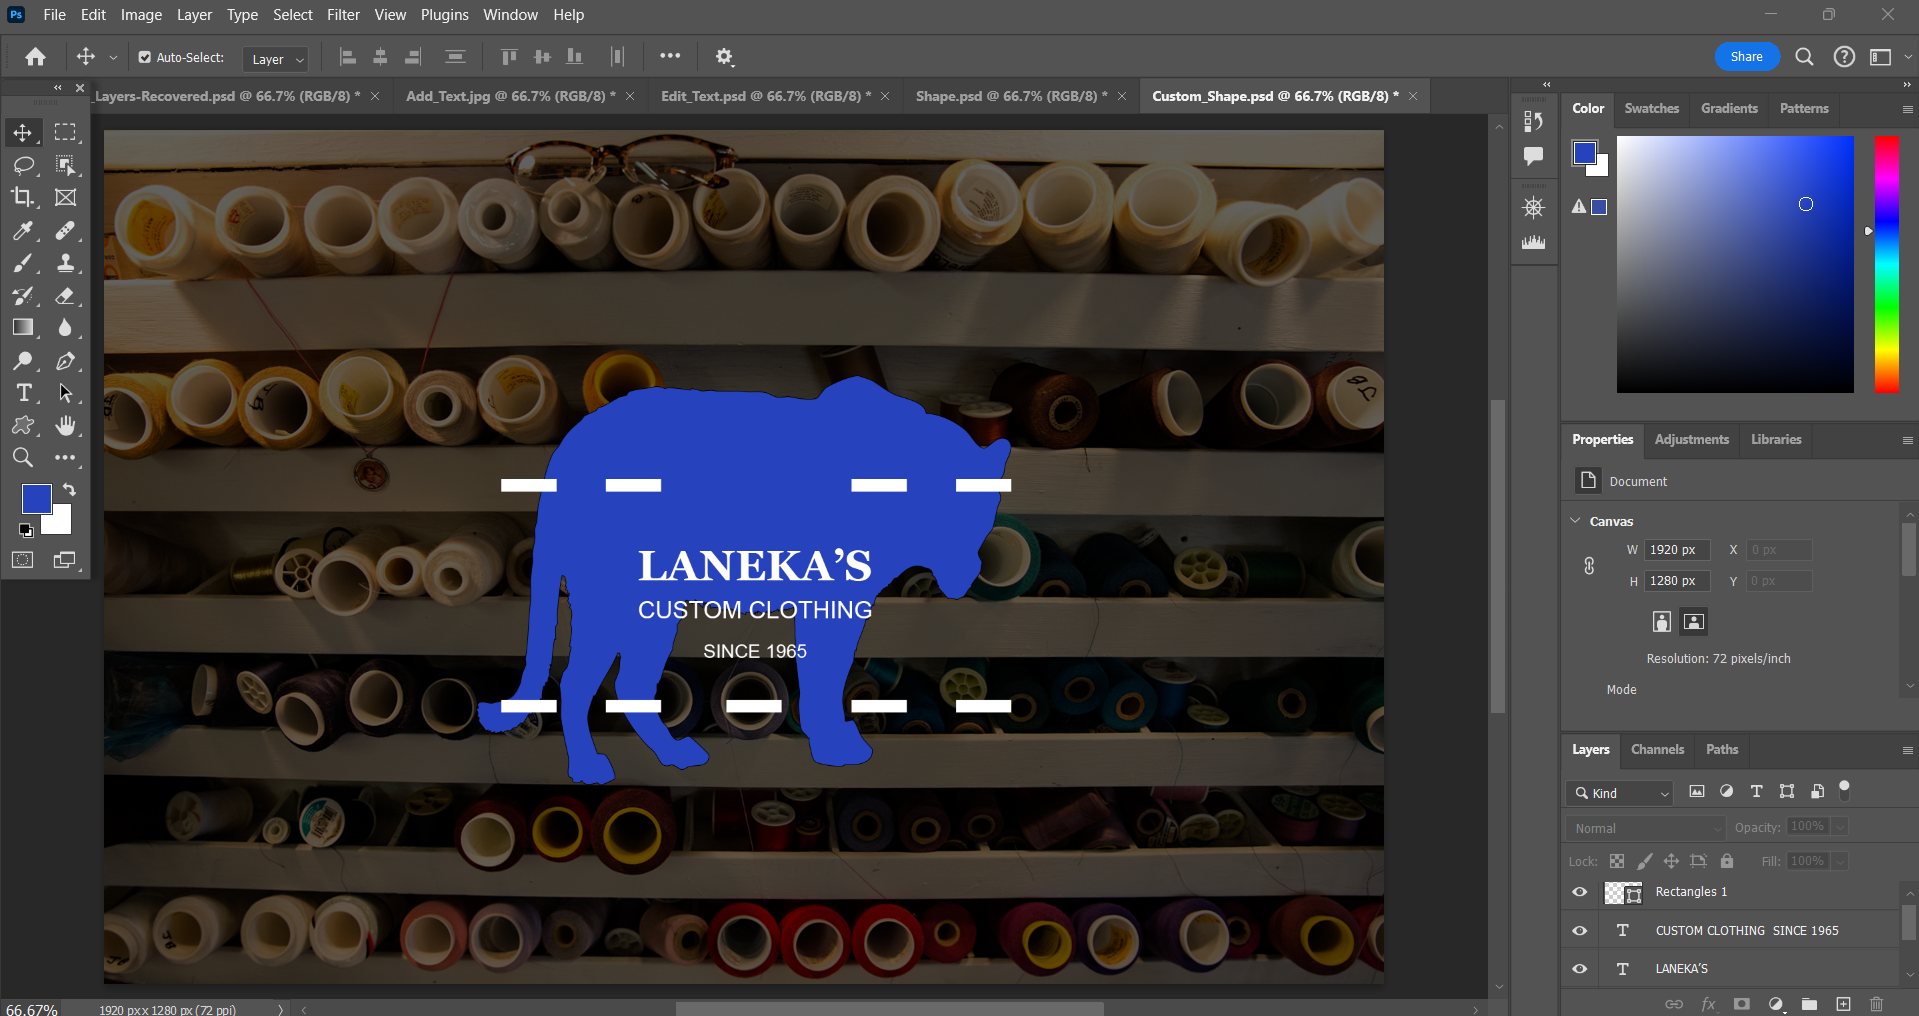 Ps File Edit Image Layer Type Select Filter View Plugins Window Help
Auto-Select: Layer Share
_Layers-Recovered.psd @ 66.7% (RGB/8) * Add_Text.jpg @ 66.7% (RGB/8) * Edit_Text.psd @ 66.7% (RGB/8) * Shape.psd @ 66.7% (RGB/8) * Custom_Shape.psd @ 66.7% (RGB/8) *
Color Swatches Gradients Patterns
LANEKA’S
CUSTOM CLOTHING
SINCE 1965
Properties Adjustments Libraries
Document
Canvas
W 1920 px X 0 px
H 1280 px Y 0 px
Resolution: 72 pixels/inch
Mode
Layers Channels Paths
Kind
Normal Opacity: 100%
Lock: Fill: 100%
Rectangles 1
CUSTOM CLOTHING SINCE 1965
LANEKA’S
fx
66.67% 1920 px x 1280 px (72 ppi)